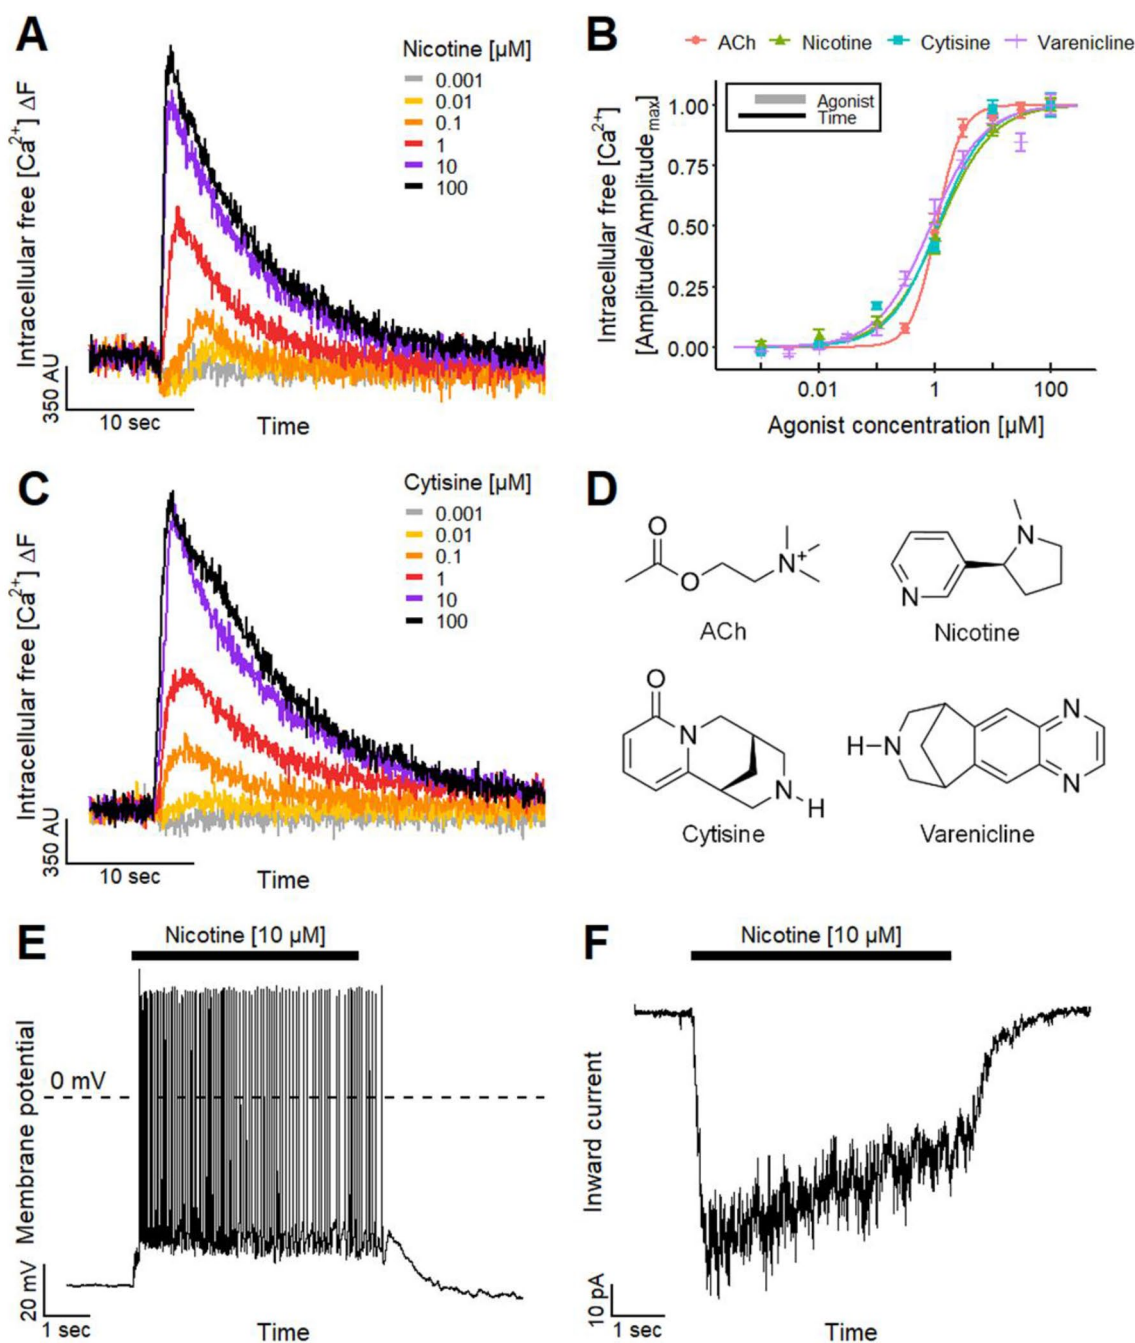 A
Nicotine [µM]
0.001
0.01
0.1
1
10
100
Intracellular free [Ca2+] ΔF
350 AU
10 sec
Time
B
ACh
Nicotine
Cytisine
Varenicline
Agonist
Time
Intracellular free [Ca2+]
[Amplitude/Amplitudemax]
1.00
0.75
0.50
0.25
0.00
0.01
1
100
Agonist concentration [µM]
C
Cytisine [µM]
0.001
0.01
0.1
1
10
100
Intracellular free [Ca2+] ΔF
350 AU
10 sec
Time
D
O
O
N+
ACh
N
N
Nicotine
O
N
N
H
Cytisine
H-N
N
N
Varenicline
E
Nicotine [10 µM]
Membrane potential
0 mV
20 mV
1 sec
Time
F
Nicotine [10 µM]
Inward current
10 pA
1 sec
Time